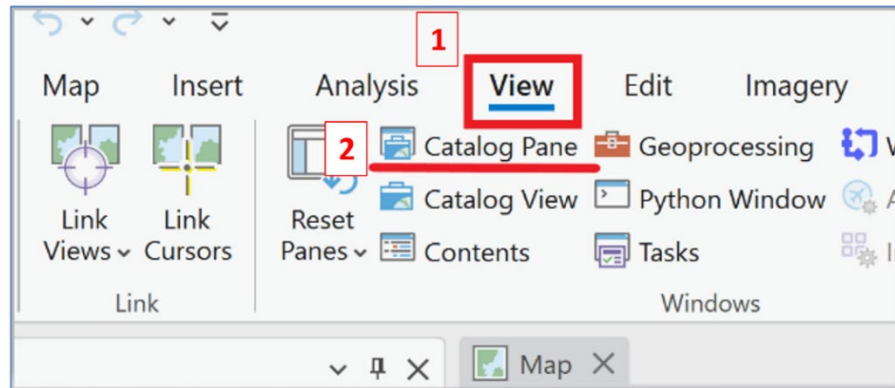 1
Map Insert Analysis View Edit Imagery
2
Catalog Pane Geoprocessing
Catalog View Python Window
Contents Tasks
Link Views
Link Cursors
Reset Panes
Link Windows
Map